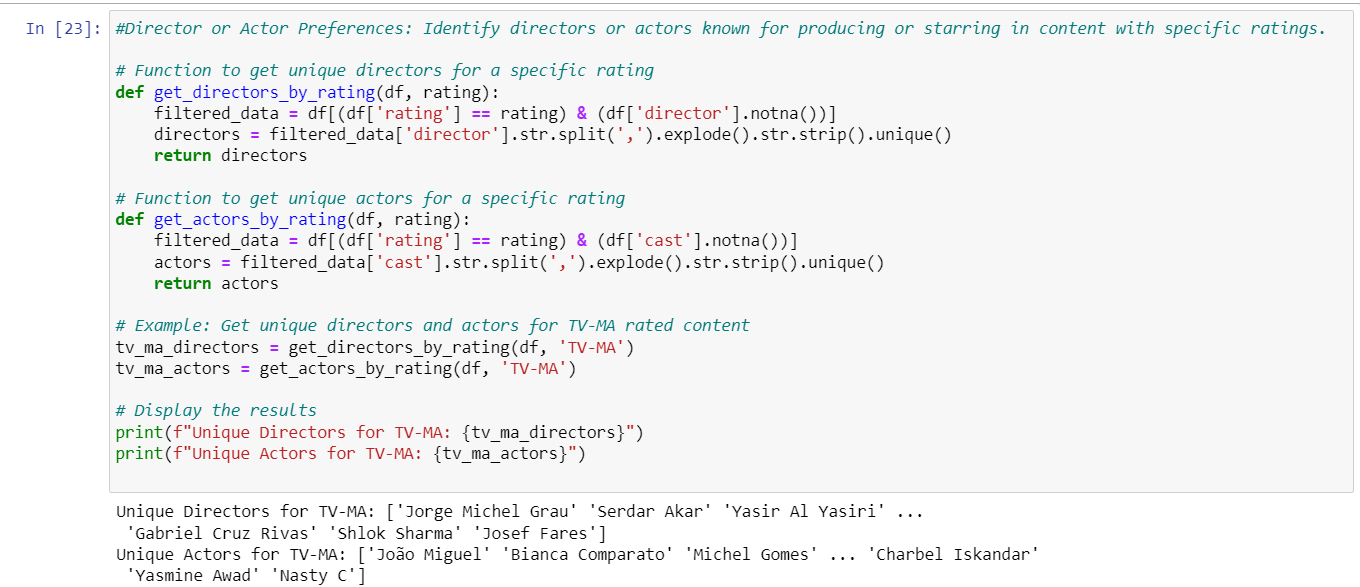 In [23]: #Director or Actor Preferences: Identify directors or actors known for producing or starring in content with specific ratings.

# Function to get unique directors for a specific rating
def get_directors_by_rating(df, rating):
    filtered_data = df[(df['rating'] == rating) & (df['director'].notna())]
    directors = filtered_data['director'].str.split(',').explode().str.strip().unique()
    return directors

# Function to get unique actors for a specific rating
def get_actors_by_rating(df, rating):
    filtered_data = df[(df['rating'] == rating) & (df['cast'].notna())]
    actors = filtered_data['cast'].str.split(',').explode().str.strip().unique()
    return actors

# Example: Get unique directors and actors for TV-MA rated content
tv_ma_directors = get_directors_by_rating(df, 'TV-MA')
tv_ma_actors = get_actors_by_rating(df, 'TV-MA')

# Display the results
print(f"Unique Directors for TV-MA: {tv_ma_directors}")
print(f"Unique Actors for TV-MA: {tv_ma_actors}")

Unique Directors for TV-MA: ['Jorge Michel Grau' 'Serdar Akar' 'Yasir Al Yasiri' ...
 'Gabriel Cruz Rivas' 'Shlok Sharma' 'Josef Fares']
Unique Actors for TV-MA: ['João Miguel' 'Bianca Comparato' 'Michel Gomes' ... 'Charbel Iskandar'
 'Yasmine Awad' 'Nasty C']